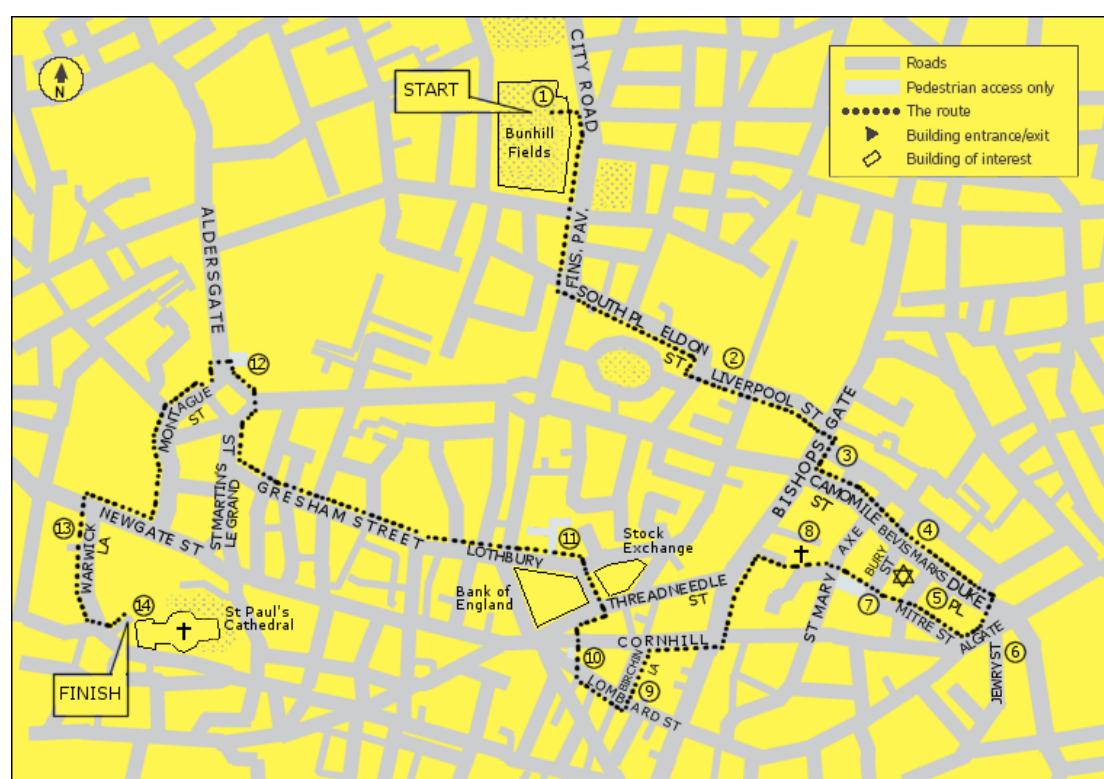 N
START
1
Bunhill
Fields
CITY ROAD
Roads
Pedestrian access only
The route
Building entrance/exit
Building of interest
ALDERSGATE
FINS. PAV.
SOUTH PL
ELDON
ST
2
LIVERPOOL ST
BISHOPSGATE
3
CAMOMILE
ST
BEVIS MARKS
4
DUKE
PL
5
ALGATE
6
JEWRY ST
MITRE ST
7
BURY
ST
ST MARY AXE
8
THREADNEEDLE
ST
CORNHILL
BIRCHIN
LA
9
LOMBARD ST
10
Stock
Exchange
11
Bank of
England
LOTHBURY
GRESHAM STREET
ST MARTIN'S
LE GRAND
ST
12
MONTAGUE
ST
NEWGATE ST
13
WARWICK
LA
14
St Paul's
Cathedral
FINISH